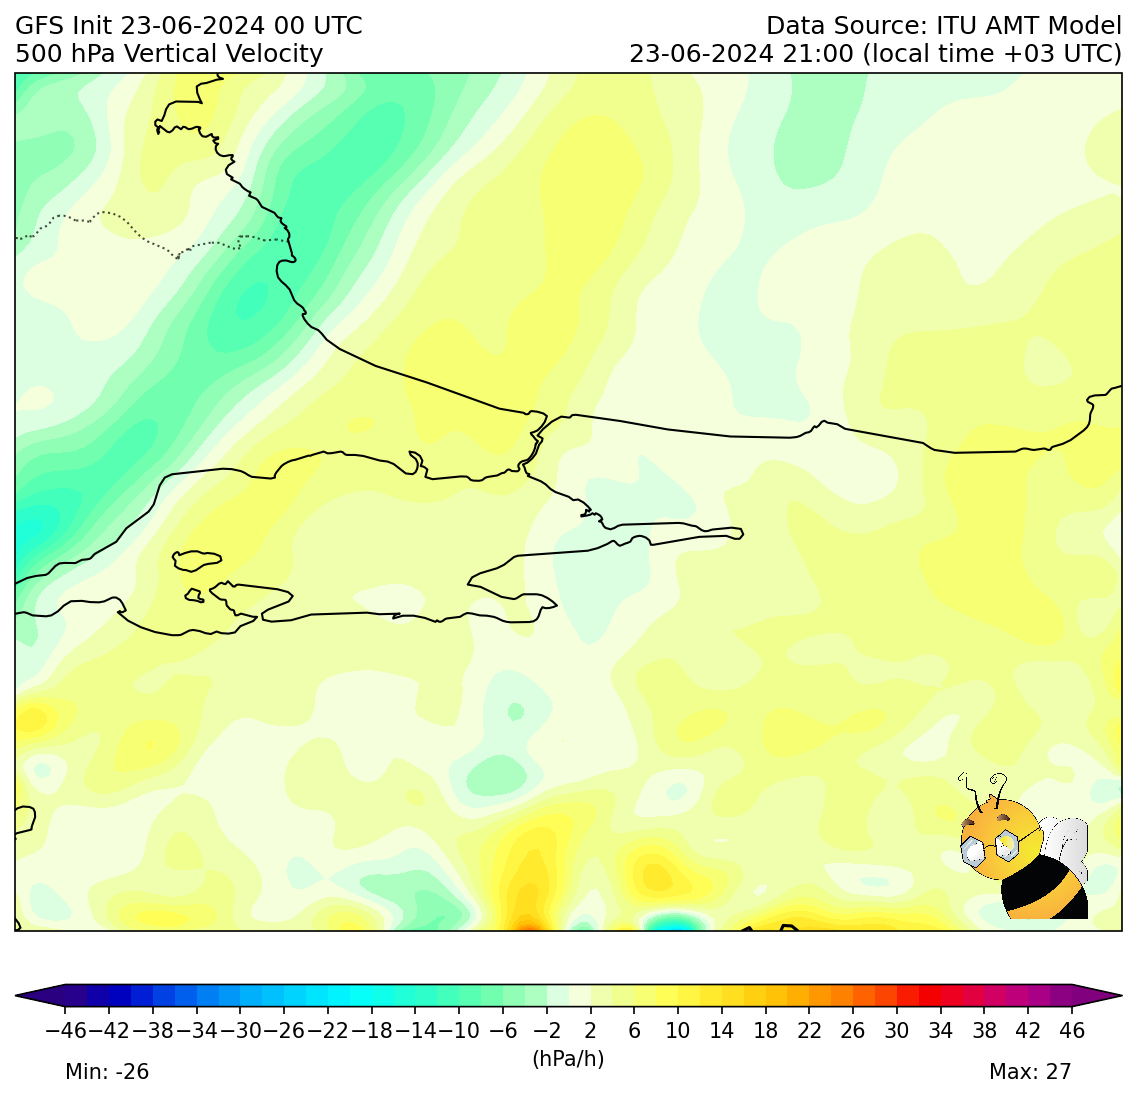 GFS Init 23-06-2024 00 UTC
500 hPa Vertical Velocity
Data Source: ITU AMT Model
23-06-2024 21:00 (local time +03 UTC)
−46 −42 −38 −34 −30 −26 −22 −18 −14 −10 −6 −2 2 6 10 14 18 22 26 30 34 38 42 46
(hPa/h)
Min: -26
Max: 27